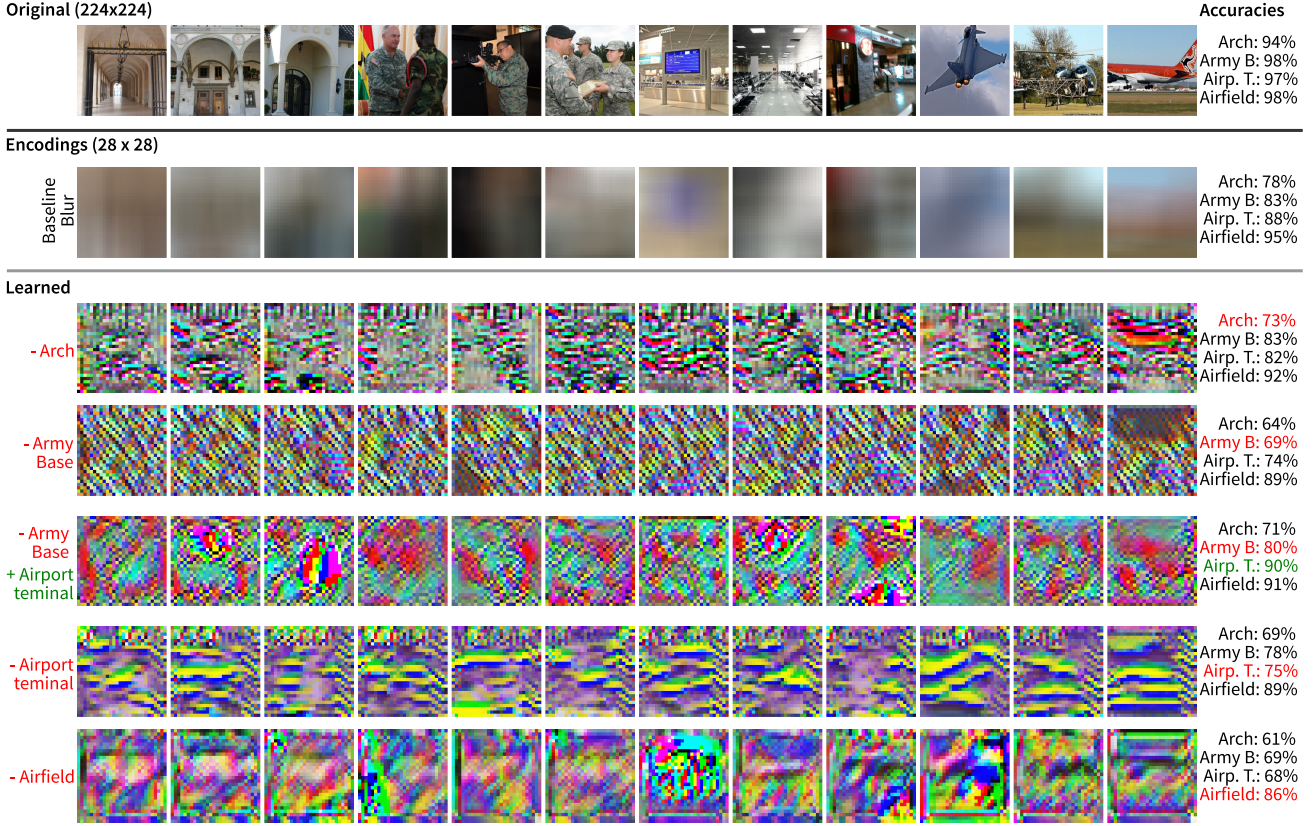 Original (224x224)
Accuracies
Arch: 94%
Army B: 98%
Airp. T.: 97%
Airfield: 98%
Encodings (28 x 28)
Baseline
Blur
Arch: 78%
Army B: 83%
Airp. T.: 88%
Airfield: 95%
Learned
- Arch
Arch: 73%
Army B: 83%
Airp. T.: 82%
Airfield: 92%
- Army
Base
Arch: 64%
Army B: 69%
Airp. T.: 74%
Airfield: 89%
- Army
Base
+ Airport
teminal
Arch: 71%
Army B: 80%
Airp. T.: 90%
Airfield: 91%
- Airport
teminal
Arch: 69%
Army B: 78%
Airp. T.: 75%
Airfield: 89%
- Airfield
Arch: 61%
Army B: 69%
Airp. T.: 68%
Airfield: 86%